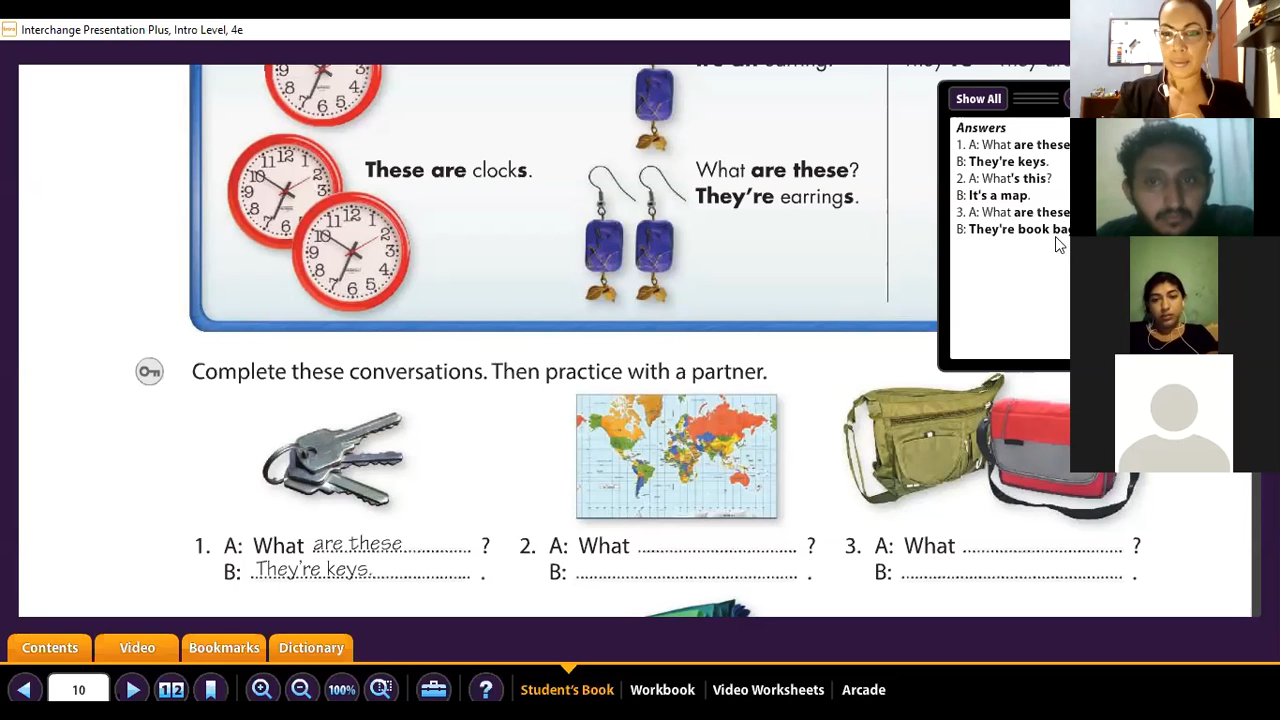 Interchange Presentation Plus, Intro Level, 4e
Show All
Answers
1. A: What are these
B: They're keys.
2. A: What's this?
B: It's a map.
3. A: What are these
B: They're book
These are clocks.
What are these?
They're earrings.
Complete these conversations. Then practice with a partner.
1. A: What are these ?
B: They're keys. .
2. A: What ?
B: .
3. A: What ?
B: .
Contents
Video
Bookmarks
Dictionary
10
12
100%
?
Student's Book
Workbook
Video Worksheets
Arcade